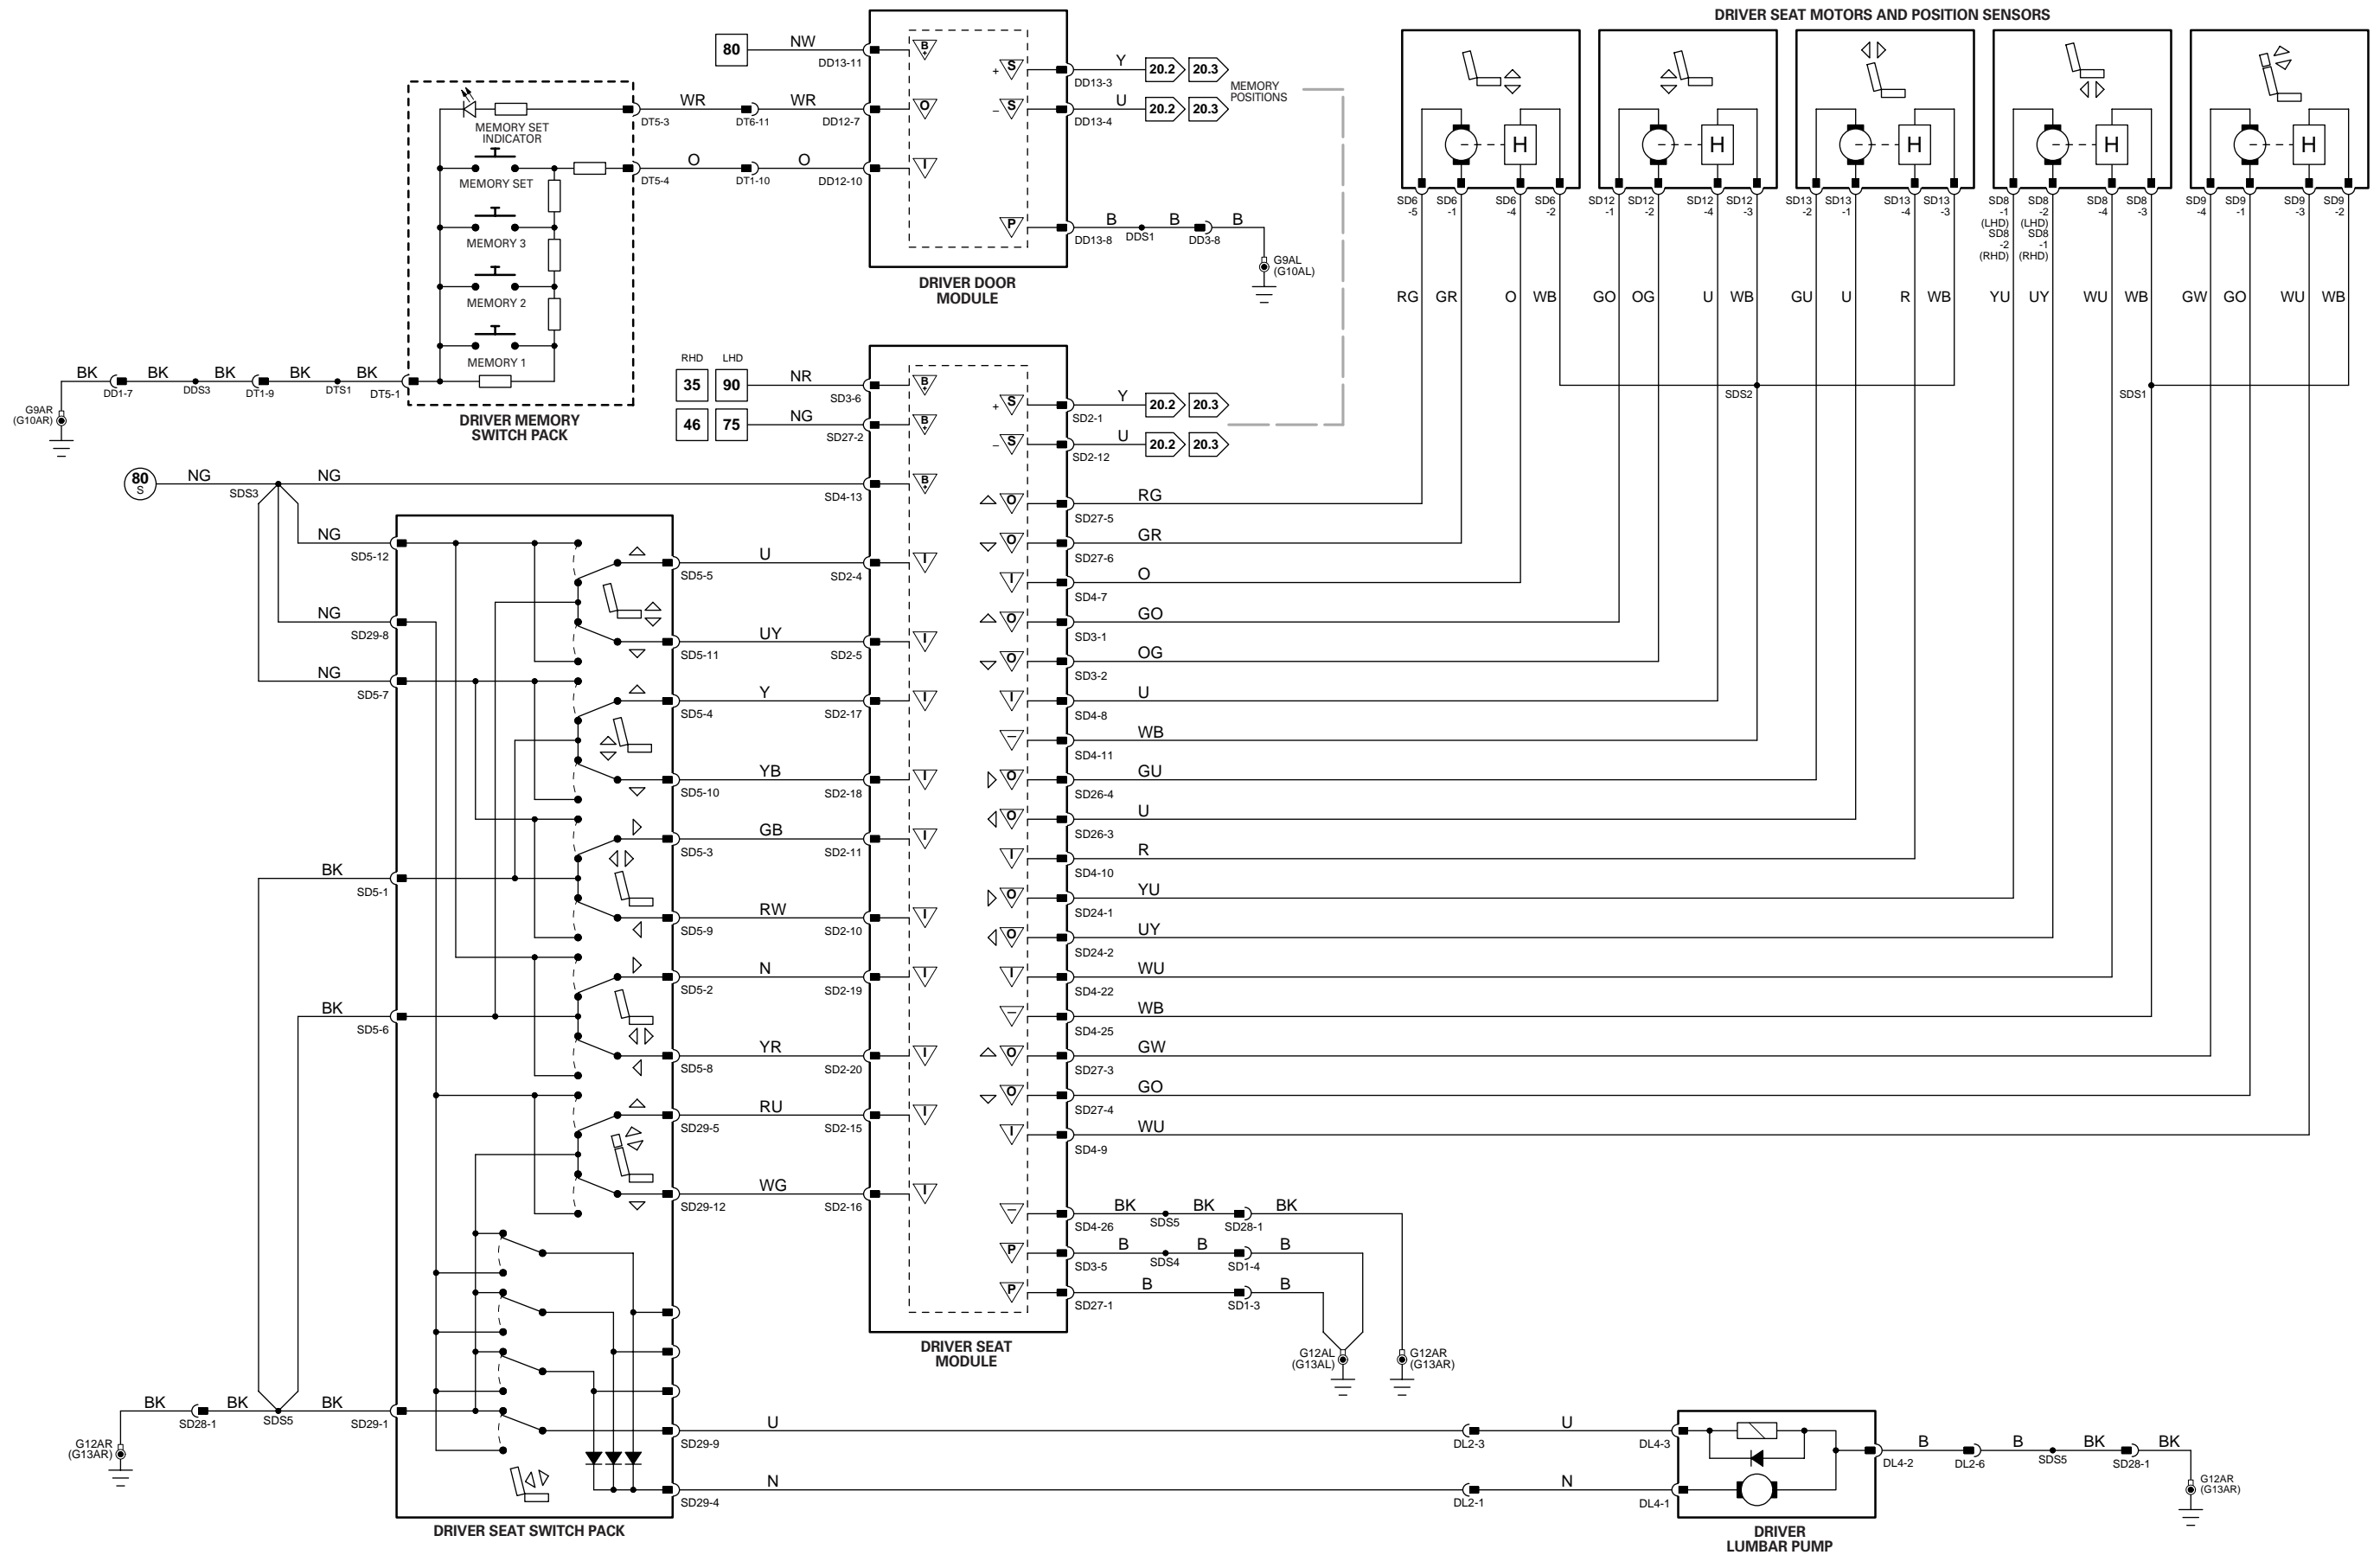 DRIVER SEAT MOTORS AND POSITION SENSORS
80
NW
DD13-11
B
+
+
S
DD13-3
Y
20.2
20.3
MEMORY
POSITIONS
–
S
DD13-4
U
20.2
20.3
MEMORY SET
INDICATOR
DT5-3
WR
DT6-11
WR
DD12-7
O
MEMORY SET
DT5-4
O
DT1-10
O
DD12-10
I
MEMORY 3
MEMORY 2
MEMORY 1
P
DD13-8
B
DDS1
B
DD3-8
B
G9AL
(G10AL)
DRIVER DOOR
MODULE
BK
DD1-7
BK
DDS3
BK
DT1-9
BK
DTS1
BK
DT5-1
G9AR
(G10AR)
DRIVER MEMORY
SWITCH PACK
H
H
H
H
H
SD6
-5
SD6
-1
SD6
-4
SD6
-2
SD12
-1
SD12
-2
SD12
-4
SD12
-3
SD13
-2
SD13
-1
SD13
-4
SD13
-3
SD8
-1
(LHD)
SD8
-2
(RHD)
SD8
-2
(LHD)
SD8
-1
(RHD)
SD8
-4
SD8
-3
SD9
-4
SD9
-1
SD9
-3
SD9
-2
RG GR O WB GO OG U WB GU U R WB YU UY WU WB GW GO WU WB
SDS2
SDS1
RHD LHD
35
90
NR
SD3-6
B
+
46
75
NG
SD27-2
B
+
+
S
SD2-1
Y
20.2
20.3
–
S
SD2-12
U
20.2
20.3
80
S
NG
SDS3
NG
SD4-13
B
+
NG
SD5-12
NG
SD29-8
NG
SD5-7
BK
SD5-1
BK
SD5-6
SD5-5
U
SD2-4
I
SD5-11
UY
SD2-5
I
SD5-4
Y
SD2-17
I
SD5-10
YB
SD2-18
I
SD5-3
GB
SD2-11
I
SD5-9
RW
SD2-10
I
SD5-2
N
SD2-19
I
SD5-8
YR
SD2-20
I
SD29-5
RU
SD2-15
I
SD29-12
WG
SD2-16
I
O
SD27-5
RG
O
SD27-6
GR
I
SD4-7
O
O
SD3-1
GO
O
SD3-2
OG
I
SD4-8
U
–
SD4-11
WB
O
SD26-4
GU
O
SD26-3
U
I
SD4-10
R
O
SD24-1
YU
O
SD24-2
UY
I
SD4-22
WU
–
SD4-25
WB
O
SD27-3
GW
O
SD27-4
GO
I
SD4-9
WU
–
SD4-26
BK
SDS5
BK
SD28-1
BK
P
SD3-5
B
SDS4
B
SD1-4
B
P
SD27-1
B
SD1-3
B
G12AL
(G13AL)
G12AR
(G13AR)
DRIVER SEAT
MODULE
BK
SD28-1
BK
SDS5
BK
SD29-1
G12AR
(G13AR)
SD29-9
U
DL2-3
U
DL4-3
SD29-4
N
DL2-1
N
DL4-1
DL4-2
B
DL2-6
B
SDS5
BK
SD28-1
BK
G12AR
(G13AR)
DRIVER SEAT SWITCH PACK
DRIVER
LUMBAR PUMP